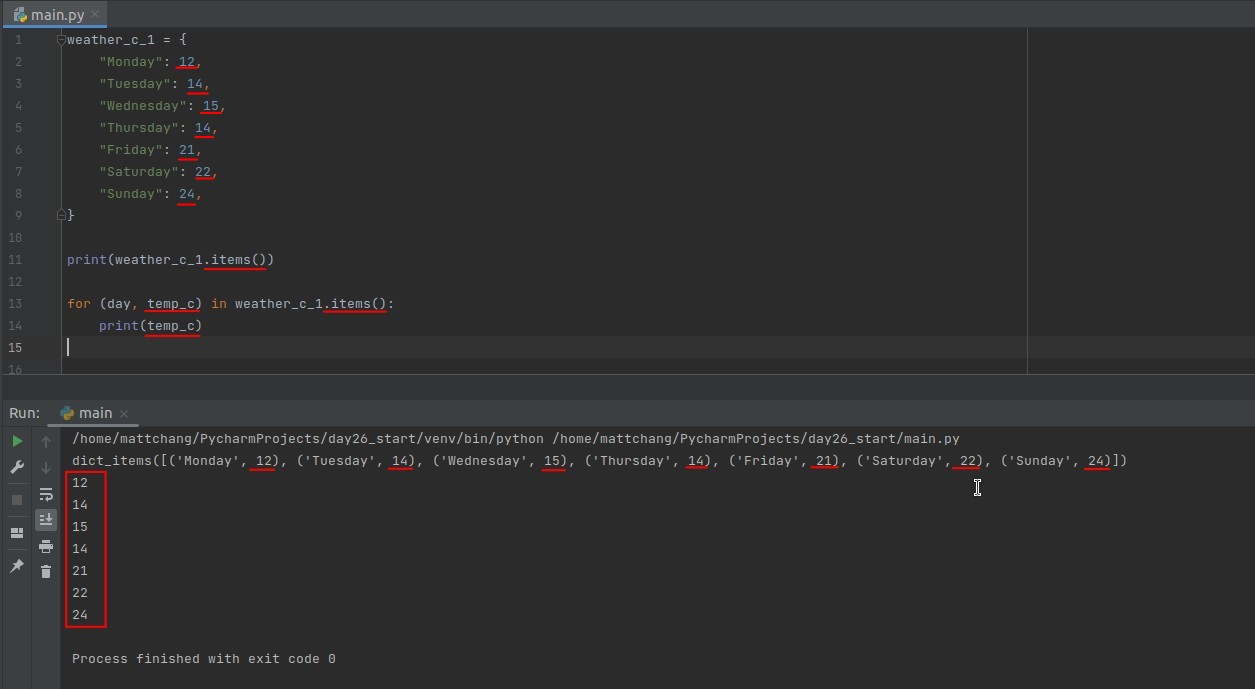 main.py
1 weather_c_1 = {
2     "Monday": 12,
3     "Tuesday": 14,
4     "Wednesday": 15,
5     "Thursday": 14,
6     "Friday": 21,
7     "Saturday": 22,
8     "Sunday": 24,
9 }
10
11 print(weather_c_1.items())
12
13 for (day, temp_c) in weather_c_1.items():
14     print(temp_c)
15
16
Run: main
/home/mattchang/PycharmProjects/day26_start/venv/bin/python /home/mattchang/PycharmProjects/day26_start/main.py
dict_items([('Monday', 12), ('Tuesday', 14), ('Wednesday', 15), ('Thursday', 14), ('Friday', 21), ('Saturday', 22), ('Sunday', 24)])
12
14
15
14
21
22
24
Process finished with exit code 0